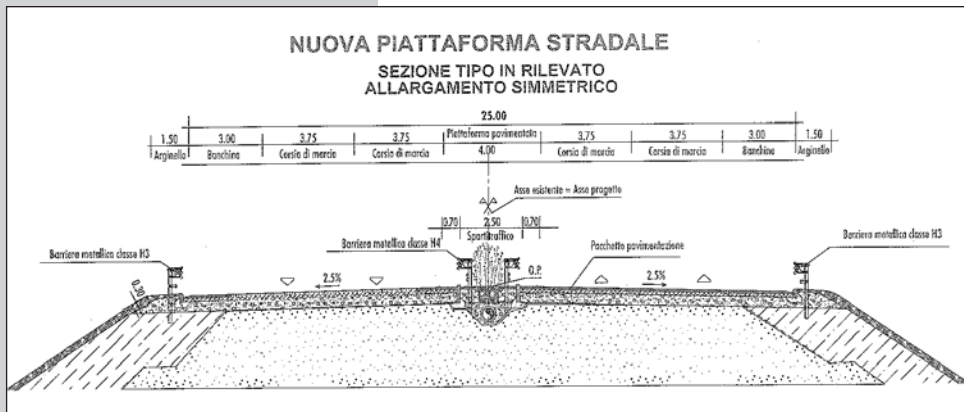 NUOVA PIATTAFORMA STRADALE
SEZIONE TIPO IN RILEVATO
ALLARGAMENTO SIMMETRICO
25.00
1.50 3.00 3.75 3.75 Piattaforma pavimentata 3.75 3.75 3.00 1.50
Arginello Banchina Corsia di marcia Corsia di marcia 4.00 Corsia di marcia Corsia di marcia Banchina Arginello
Asse esistente = Asse progetto
0.70 2.50 0.70
Spartitraffico
Barriera metallica classe H3
Barriera metallica classe H4
Pacchetto pavimentazione
Barriera metallica classe H3
O.P.
2.5%
2.5%
0.30